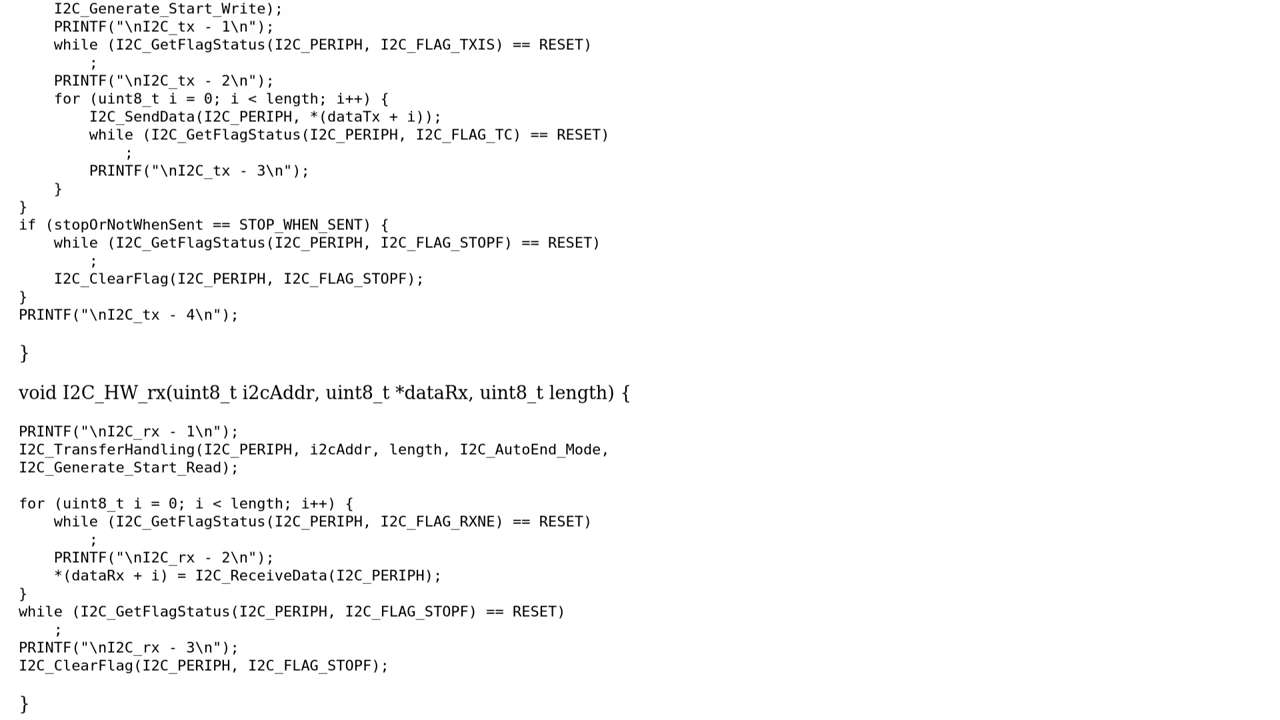 I2C_Generate_Start_Write);
PRINTF("\nI2C_tx - 1\n");
while (I2C_GetFlagStatus(I2C_PERIPH, I2C_FLAG_TXIS) == RESET)
;
PRINTF("\nI2C_tx - 2\n");
for (uint8_t i = 0; i < length; i++) {
I2C_SendData(I2C_PERIPH, *(dataTx + i));
while (I2C_GetFlagStatus(I2C_PERIPH, I2C_FLAG_TC) == RESET)
;
PRINTF("\nI2C_tx - 3\n");
}
}
if (stopOrNotWhenSent == STOP_WHEN_SENT) {
while (I2C_GetFlagStatus(I2C_PERIPH, I2C_FLAG_STOPF) == RESET)
;
I2C_ClearFlag(I2C_PERIPH, I2C_FLAG_STOPF);
}
PRINTF("\nI2C_tx - 4\n");
}
void I2C_HW_rx(uint8_t i2cAddr, uint8_t *dataRx, uint8_t length) {
PRINTF("\nI2C_rx - 1\n");
I2C_TransferHandling(I2C_PERIPH, i2cAddr, length, I2C_AutoEnd_Mode,
I2C_Generate_Start_Read);
for (uint8_t i = 0; i < length; i++) {
while (I2C_GetFlagStatus(I2C_PERIPH, I2C_FLAG_RXNE) == RESET)
;
PRINTF("\nI2C_rx - 2\n");
*(dataRx + i) = I2C_ReceiveData(I2C_PERIPH);
}
while (I2C_GetFlagStatus(I2C_PERIPH, I2C_FLAG_STOPF) == RESET)
;
PRINTF("\nI2C_rx - 3\n");
I2C_ClearFlag(I2C_PERIPH, I2C_FLAG_STOPF);
}